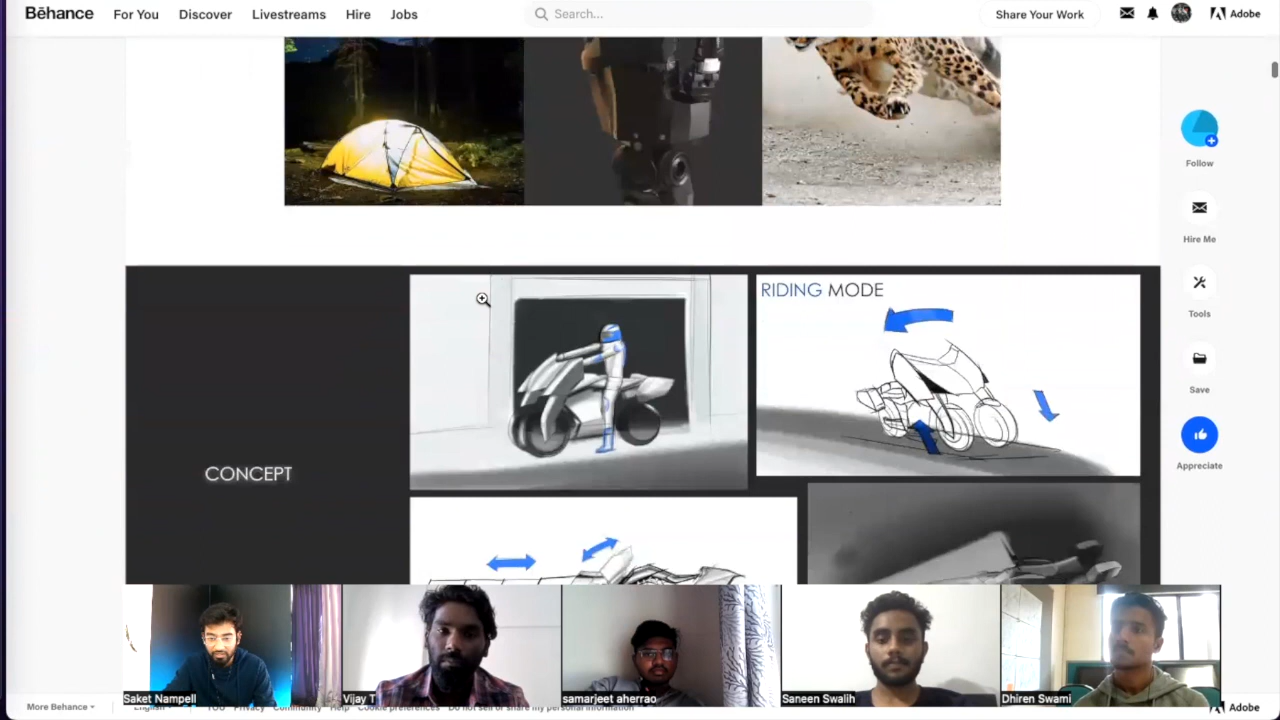 Bēhance For You Discover Livestreams Hire Jobs Search... Share Your Work Adobe
Follow
Hire Me
Tools
Save
Appreciate
RIDING MODE
CONCEPT
Saket Nampell
Vijay T
samarjeet aherrao
Saneen Swalih
Dhiren Swami
More Behance English TOU Privacy Community Help Cookie preferences Do not sell or share my personal information Adobe